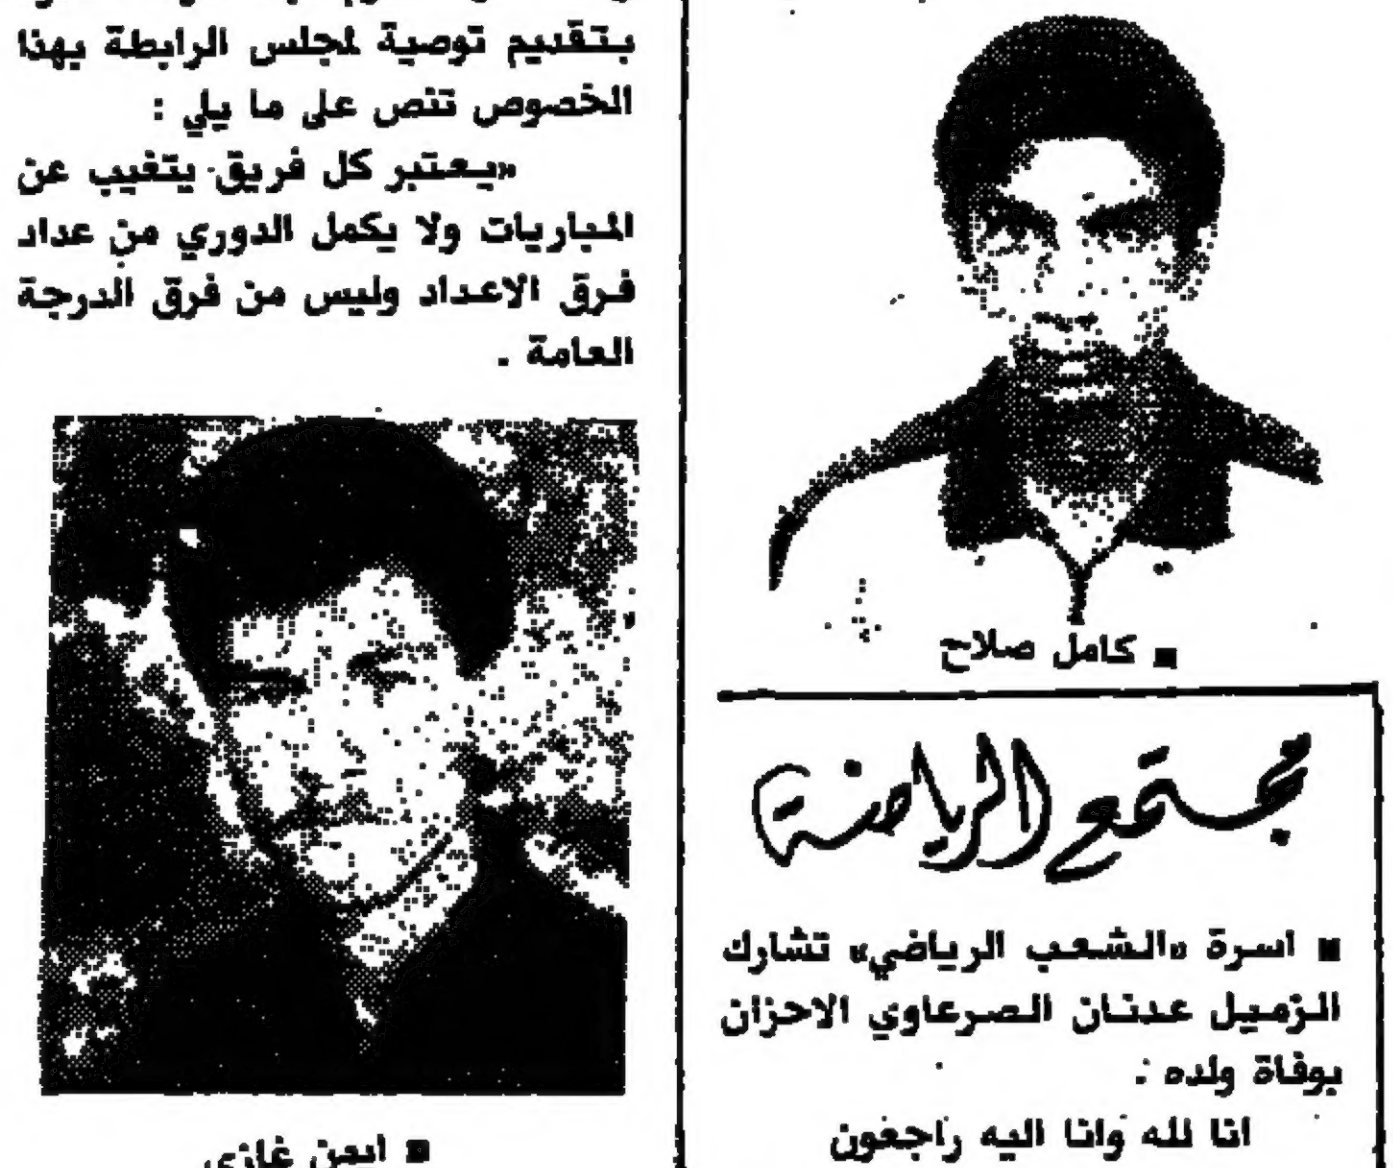 بتقديم توصية لمجلس الرابطة بهذا
الخصوص تنص على ما يلي :
«يعتبر كل فريق يتغيب عن
المباريات ولا يكمل الدوري من عداد
فرق الاعداد وليس من فرق الدرجة
العامة .
■ ايمن غازي
■ كامل صلاح
مجتمع الرياضة
■ اسرة «الشعب الرياضي» تشارك
الزميل عدنان الصرعاوي الاحزان
بوفاة ولده .
انا لله وانا اليه راجعون